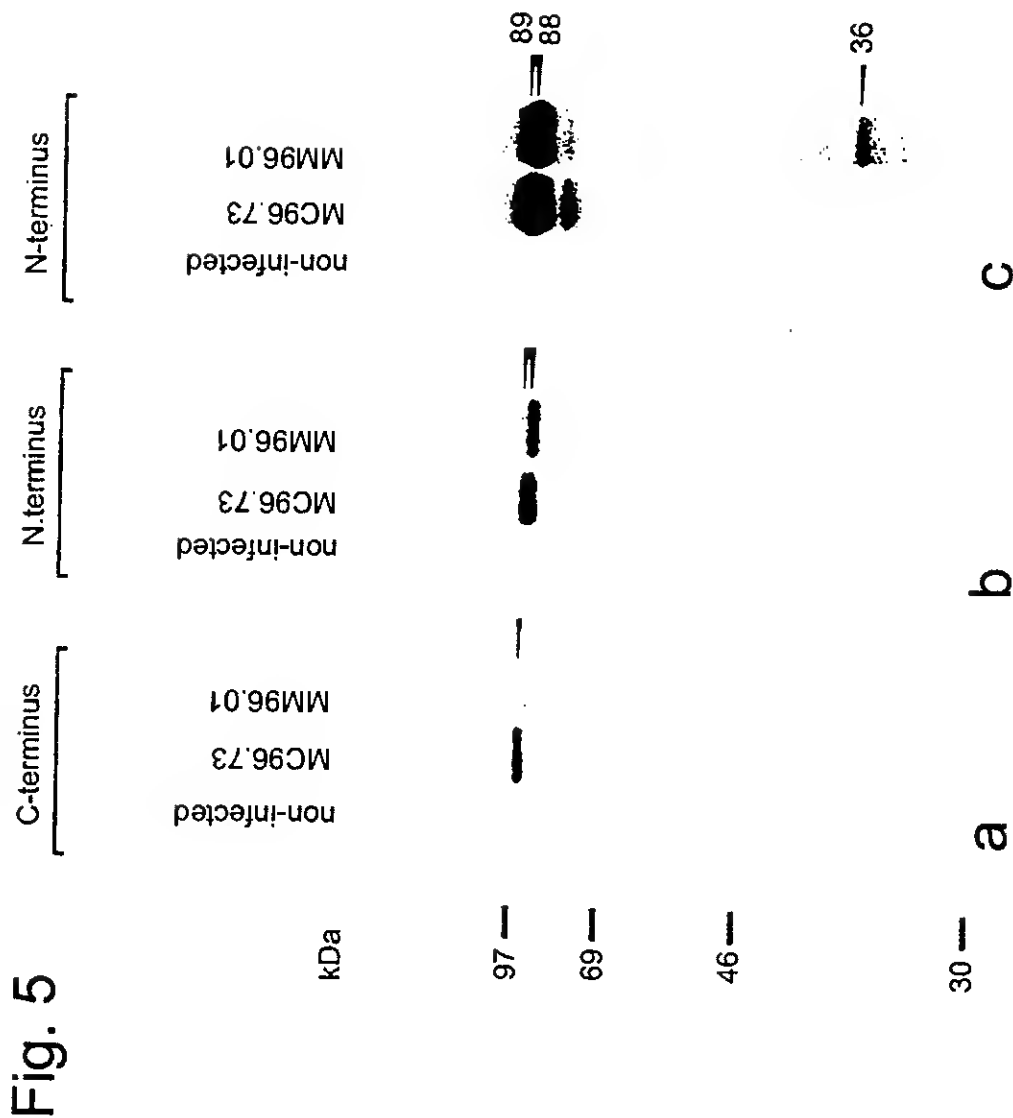 Fig. 5
C-terminus
N.terminus
N-terminus
kDa
non-infected
MC96.73
MM96.01
non-infected
MC96.73
MM96.01
non-infected
MC96.73
MM96.01
97
69
46
30
89
88
36
a
b
c